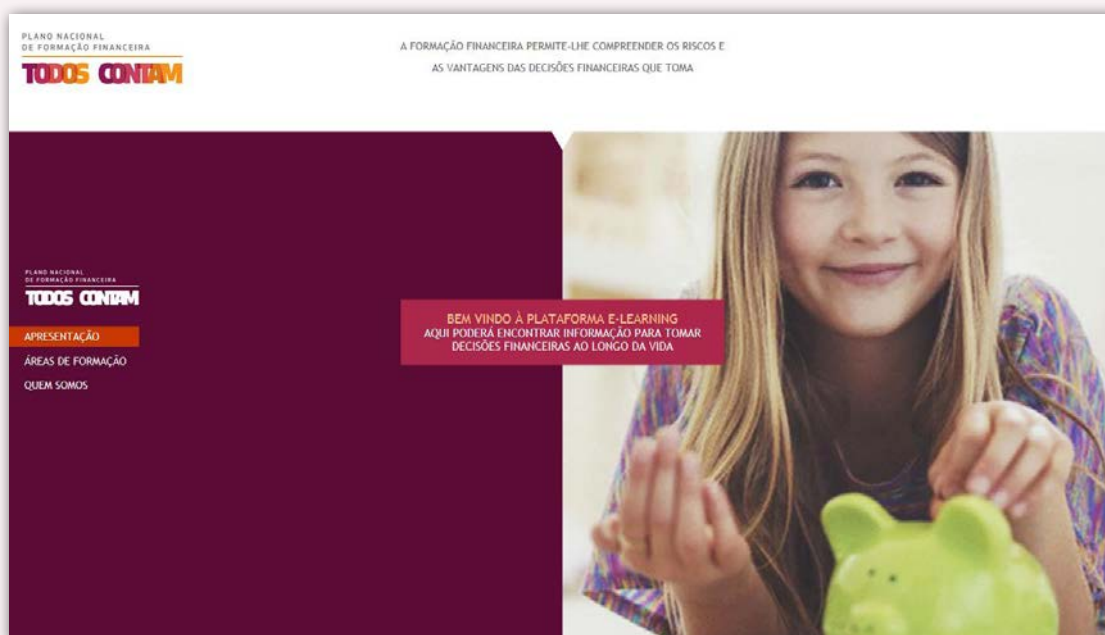 PLANO NACIONAL
DE FORMAÇÃO FINANCEIRA
TODOS CONTAM
A FORMAÇÃO FINANCEIRA PERMITE-LHE COMPREENDER OS RISCOS E
AS VANTAGENS DAS DECISÕES FINANCEIRAS QUE TOMA
PLANO NACIONAL
DE FORMAÇÃO FINANCEIRA
TODOS CONTAM
APRESENTAÇÃO
ÁREAS DE FORMAÇÃO
QUEM SOMOS
BEM VINDO À PLATAFORMA E-LEARNING
AQUI PODERÁ ENCONTRAR INFORMAÇÃO PARA TOMAR
DECISÕES FINANCEIRAS AO LONGO DA VIDA